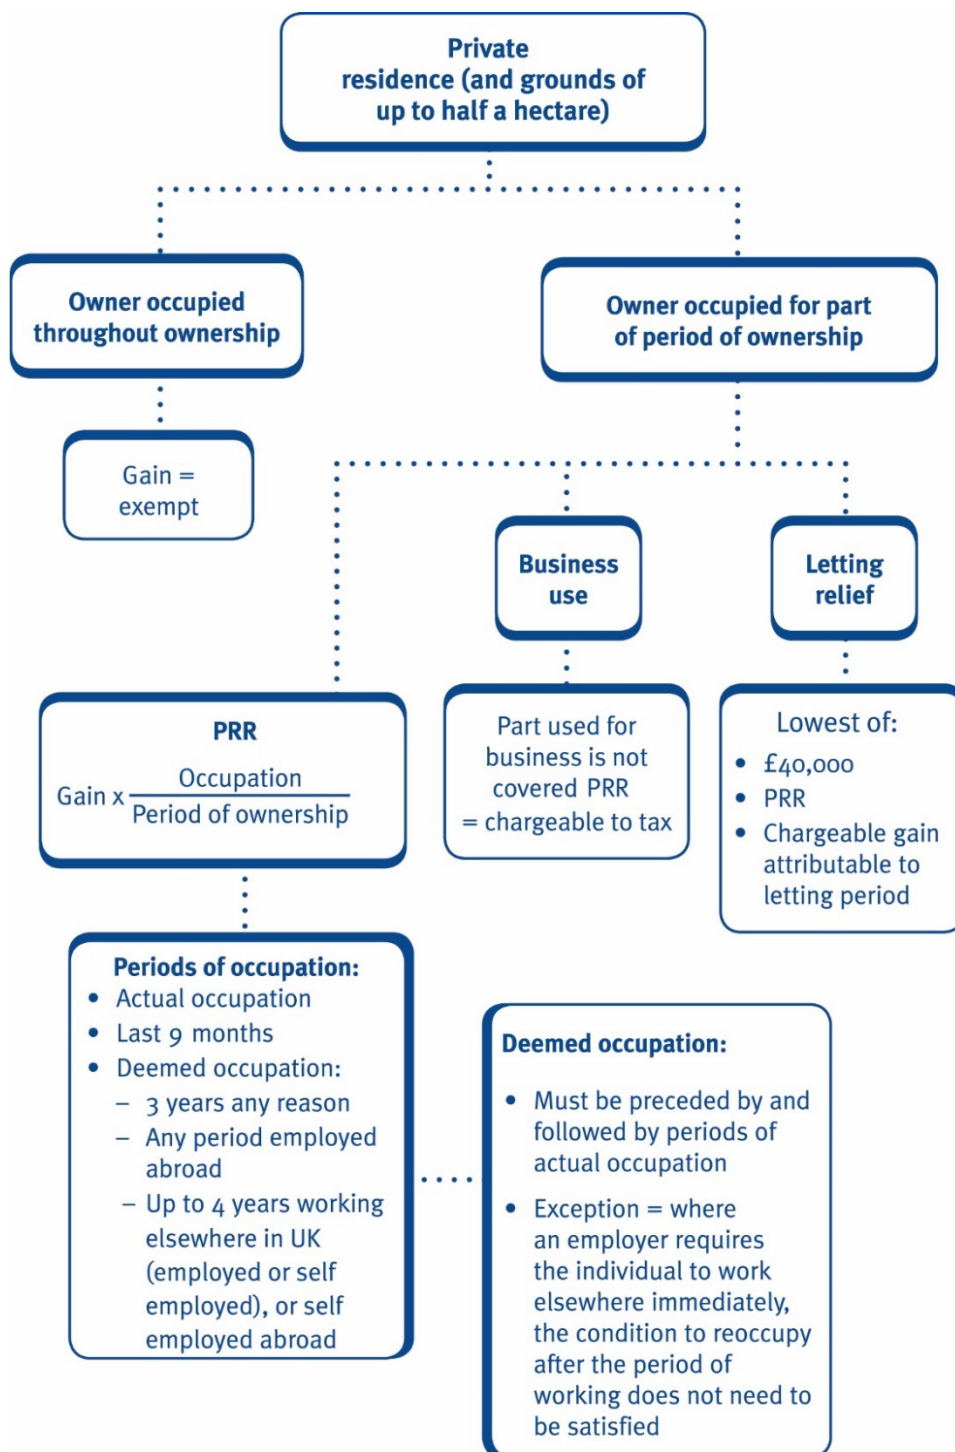 Private
residence (and grounds of
up to half a hectare)
Owner occupied
throughout ownership
Owner occupied for part
of period of ownership
Gain =
exempt
Business
use
Letting
relief
PRR
Gain x Occupation
Period of ownership
Part used for
business is not
covered PRR
= chargeable to tax
Lowest of:
• £40,000
• PRR
• Chargeable gain
attributable to
letting period
Periods of occupation:
• Actual occupation
• Last 9 months
• Deemed occupation:
– 3 years any reason
– Any period employed
abroad
– Up to 4 years working
elsewhere in UK
(employed or self
employed), or self
employed abroad
Deemed occupation:
• Must be preceded by and
followed by periods of
actual occupation
• Exception = where
an employer requires
the individual to work
elsewhere immediately,
the condition to reoccupy
after the period of
working does not need to
be satisfied